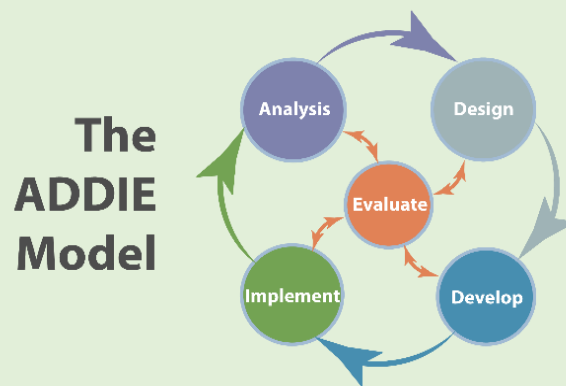 The
ADDIE
Model
Analysis
Design
Evaluate
Implement
Develop